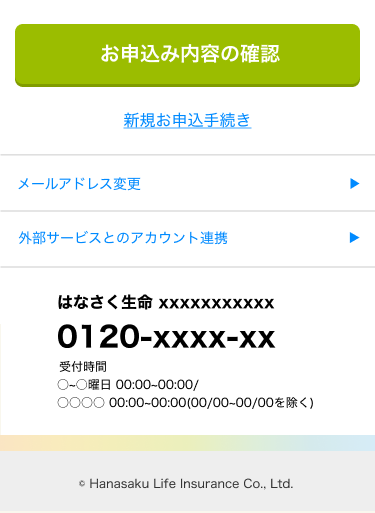 お申込み内容の確認
新規お申込手続き
メールアドレス変更
外部サービスとのアカウント連携
はなさく生命 xxxxxxxxxxx
0120-xxxx-xx
受付時間
○~○曜日 00:00~00:00/
○○○○ 00:00~00:00(00/00~00/00を除く)
© Hanasaku Life Insurance Co., Ltd.